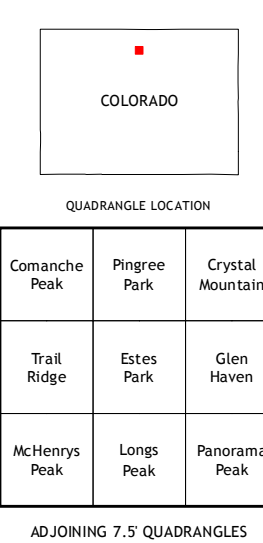 COLORADO
QUADRANGLE LOCATION
Comanche
Peak
Pingree
Park
Crystal
Mountain
Trail
Ridge
Estes
Park
Glen
Haven
McHenrys
Peak
Longs
Peak
Panorama
Peak
ADJOINING 7.5' QUADRANGLES